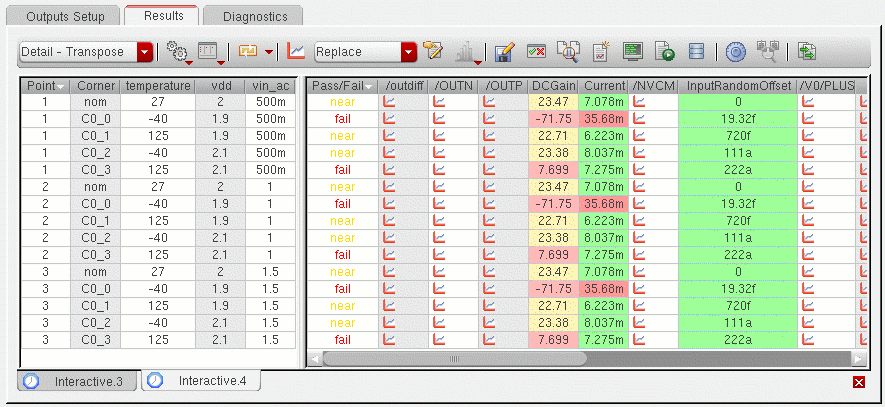 Outputs Setup Results Diagnostics
Detail - Transpose Replace
Point Corner temperature vdd vin_ac Pass/Fail /outdiff /OUTN /OUTP DCGain Current /NVCM InputRandomOffset /V0/PLUS
1 nom 27 2 500m near 23.47 7.078m 0
1 C0_0 -40 1.9 500m fail -71.75 35.68m 19.32f
1 C0_1 125 1.9 500m near 22.71 6.223m 720f
1 C0_2 -40 2.1 500m near 23.38 8.037m 111a
1 C0_3 125 2.1 500m fail 7.699 7.275m 222a
2 nom 27 2 1 near 23.47 7.078m 0
2 C0_0 -40 1.9 1 fail -71.75 35.68m 19.32f
2 C0_1 125 1.9 1 near 22.71 6.223m 720f
2 C0_2 -40 2.1 1 near 23.38 8.037m 111a
2 C0_3 125 2.1 1 fail 7.699 7.275m 222a
3 nom 27 2 1.5 near 23.47 7.078m 0
3 C0_0 -40 1.9 1.5 fail -71.75 35.68m 19.32f
3 C0_1 125 1.9 1.5 near 22.71 6.223m 720f
3 C0_2 -40 2.1 1.5 near 23.38 8.037m 111a
3 C0_3 125 2.1 1.5 fail 7.699 7.275m 222a
Interactive.3 Interactive.4